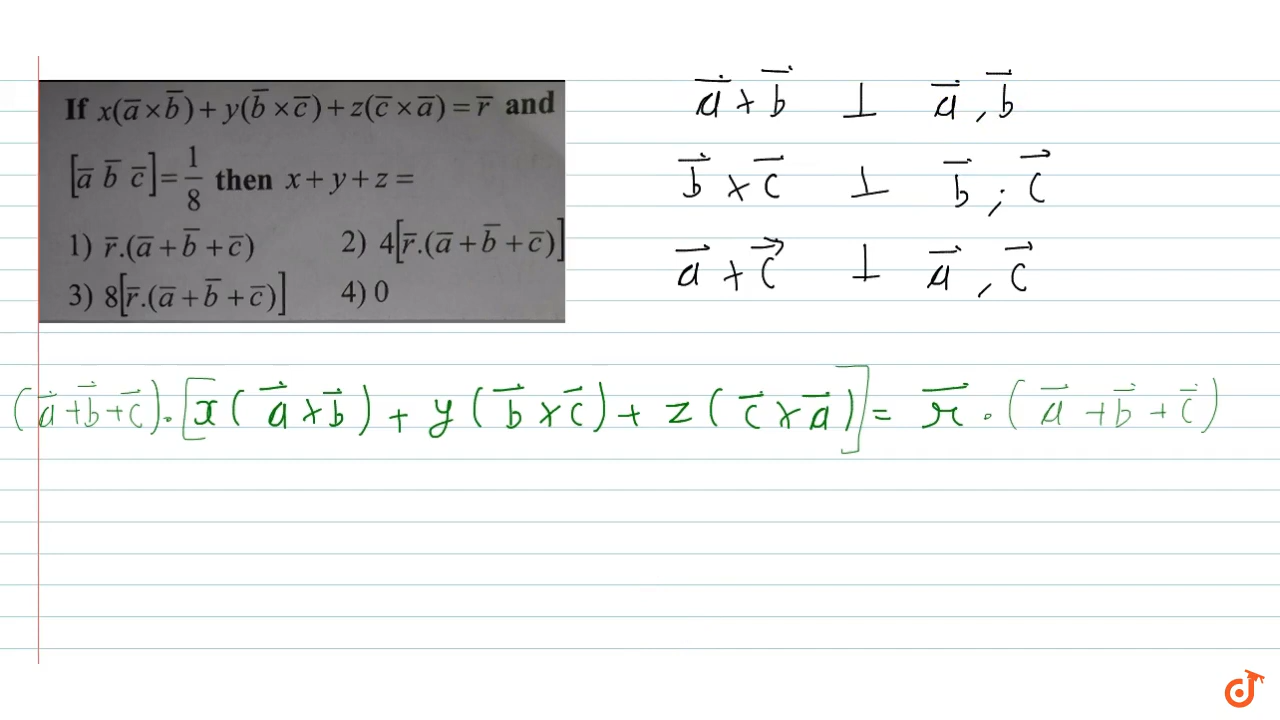 If x(a̅ × b̅) + y(b̅ × c̅) + z(c̅ × a̅) = r̅ and
[a̅ b̅ c̅] = 1/8 then x + y + z =
1) r̅.(a̅ + b̅ + c̅) 2) 4[r̅.(a̅ + b̅ + c̅)]
3) 8[r̅.(a̅ + b̅ + c̅)] 4) 0
a⃗ × b⃗ ⊥ a⃗ , b⃗
b⃗ × c⃗ ⊥ b⃗ , c⃗
a⃗ × c⃗ ⊥ a⃗ , c⃗
(a⃗ + b⃗ + c⃗) . [x (a⃗ × b⃗) + y (b⃗ × c⃗) + z (c⃗ × a⃗)] = r⃗ . (a⃗ + b⃗ + c⃗)